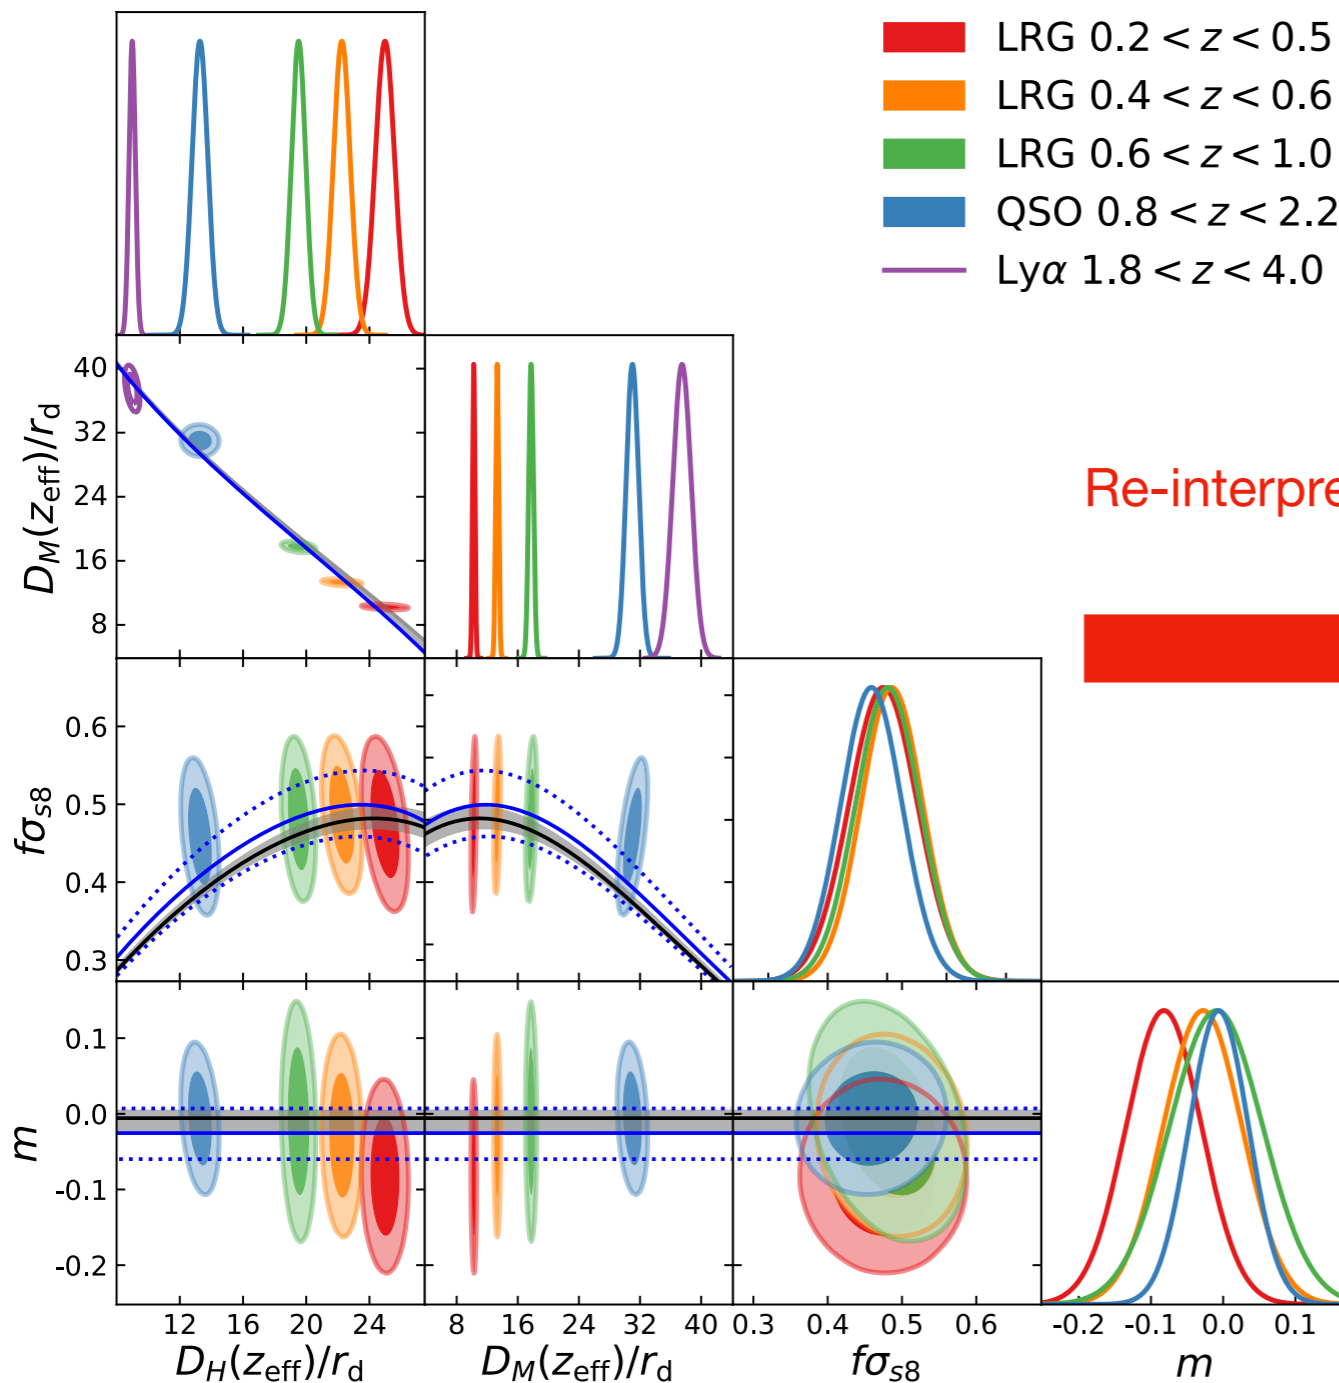 LRG 0.2 < z < 0.5
LRG 0.4 < z < 0.6
LRG 0.6 < z < 1.0
QSO 0.8 < z < 2.2
Lyα 1.8 < z < 4.0
40
32
24
16
8
D_M(z_eff)/r_d
Re-interpre
0.6
0.5
0.4
0.3
fσ_s8
0.1
0.0
-0.1
-0.2
m
12 16 20 24
8 16 24 32 40
0.3 0.4 0.5 0.6
-0.2 -0.1 0.0 0.1
D_H(z_eff)/r_d
D_M(z_eff)/r_d
fσ_s8
m